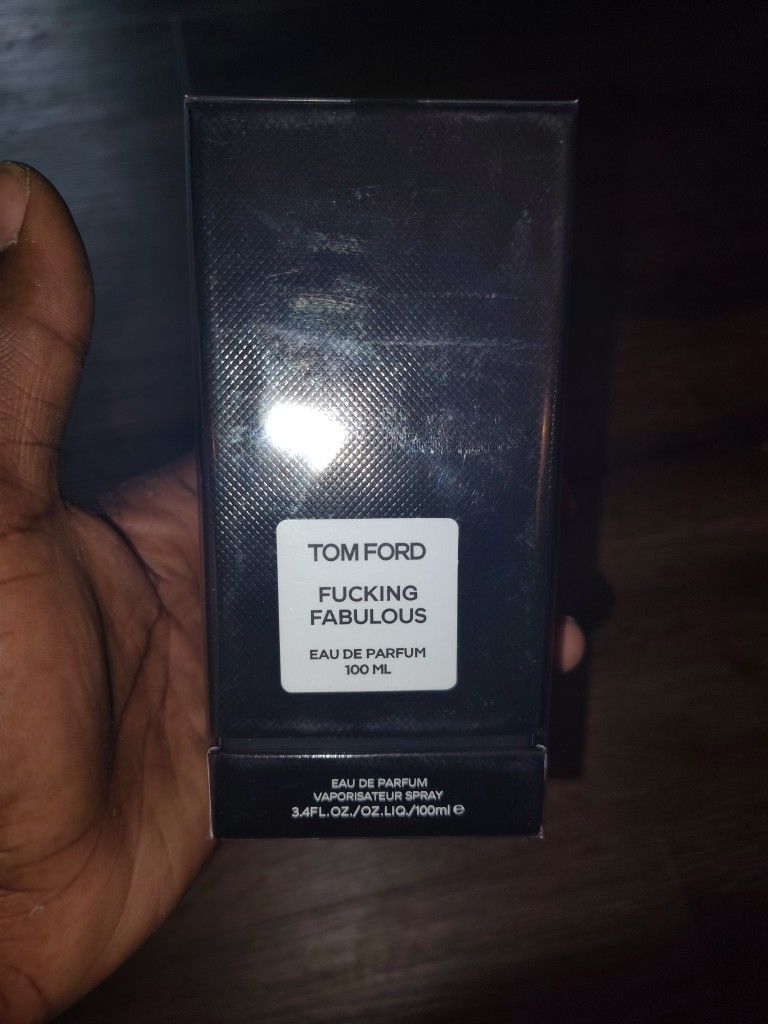 TOM FORD
FUCKING
FABULOUS
EAU DE PARFUM
100 ML
EAU DE PARFUM
VAPORISATEUR SPRAY
3.4FL.OZ./OZ.LIQ./100ml ℮